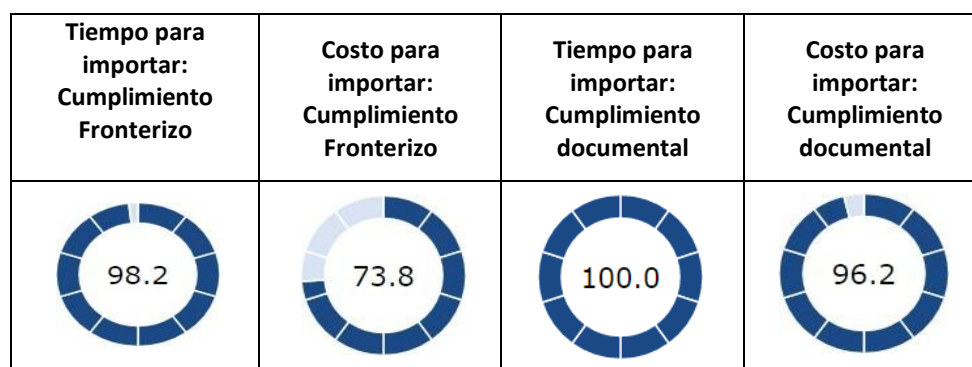 Tiempo para
importar:
Cumplimiento
Fronterizo
Costo para
importar:
Cumplimiento
Fronterizo
Tiempo para
importar:
Cumplimiento
documental
Costo para
importar:
Cumplimiento
documental
98.2
73.8
100.0
96.2